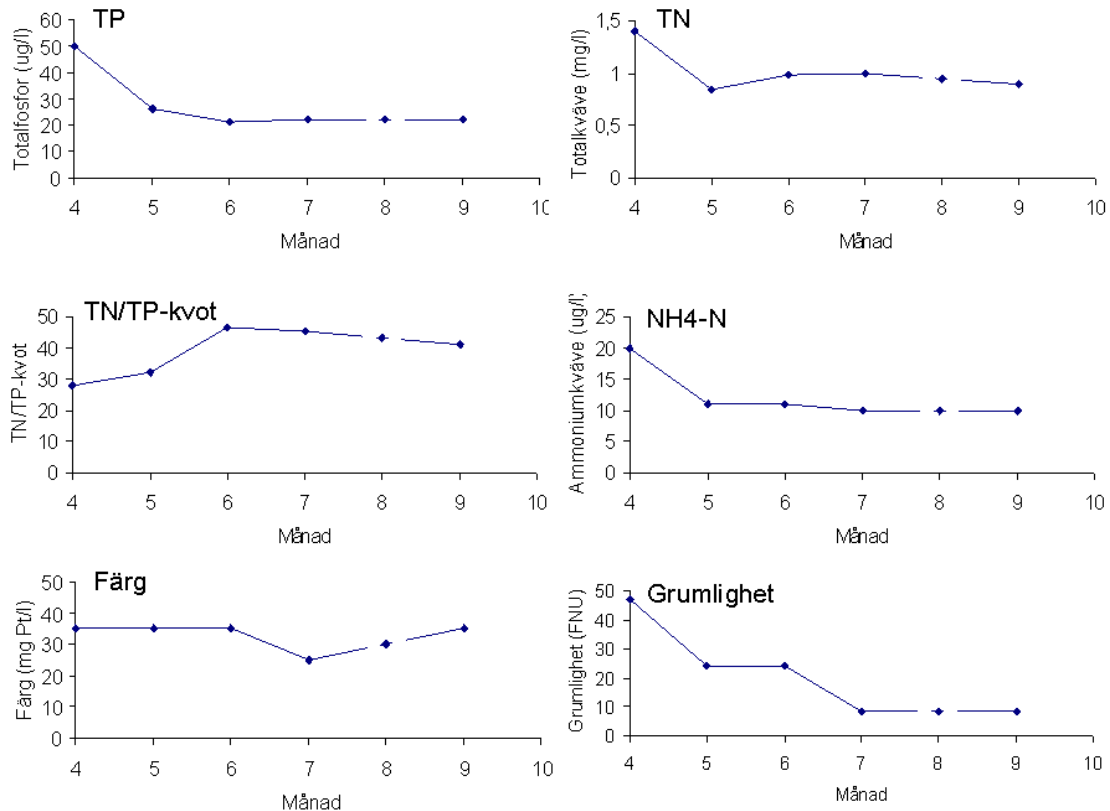 TP
Totalfosfor (ug/l)
60
50
40
30
20
10
0
4 5 6 7 8 9 10
Månad
TN
Totalkväve (mg/l)
1,5
1
0,5
0
4 5 6 7 8 9 10
Månad
TN/TP-kvot
TN/TP-kvot
50
40
30
20
10
0
4 5 6 7 8 9 10
Månad
NH4-N
Ammoniumkväve (ug/l)
25
20
15
10
5
0
4 5 6 7 8 9 10
Månad
Färg
Färg (mg Pt/l)
50
40
30
20
10
0
4 5 6 7 8 9 10
Månad
Grumlighet
Grumlighet (FNU)
50
40
30
20
10
0
4 5 6 7 8 9 10
Månad